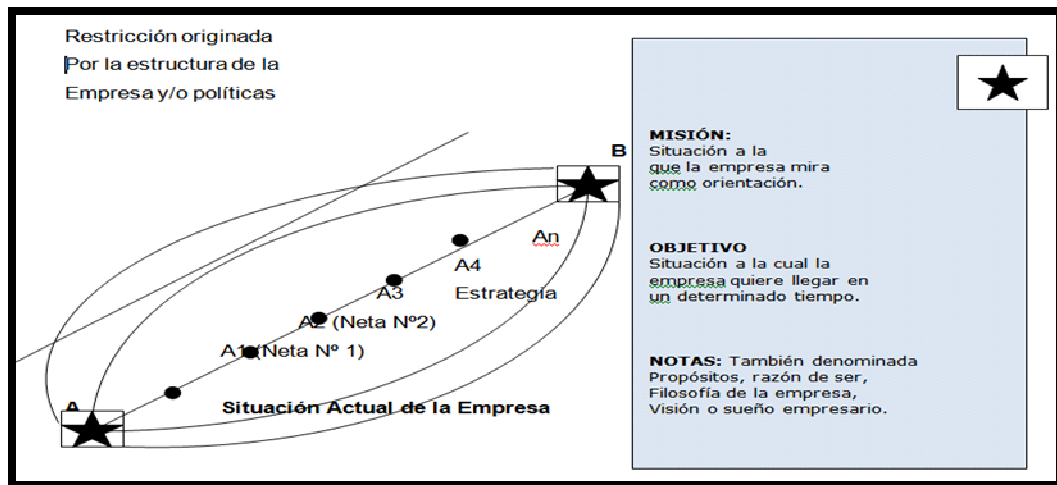 Restricción originada
Por la estructura de la
Empresa y/o políticas
B
An
A4
Estrategia
A3
A2 (Neta Nº2)
A1 (Neta Nº 1)
A
Situación Actual de la Empresa
MISIÓN:
Situación a la
que la empresa mira
como orientación.
OBJETIVO
Situación a la cual la
empresa quiere llegar en
un determinado tiempo.
NOTAS: También denominada
Propósitos, razón de ser,
Filosofía de la empresa,
Visión o sueño empresario.